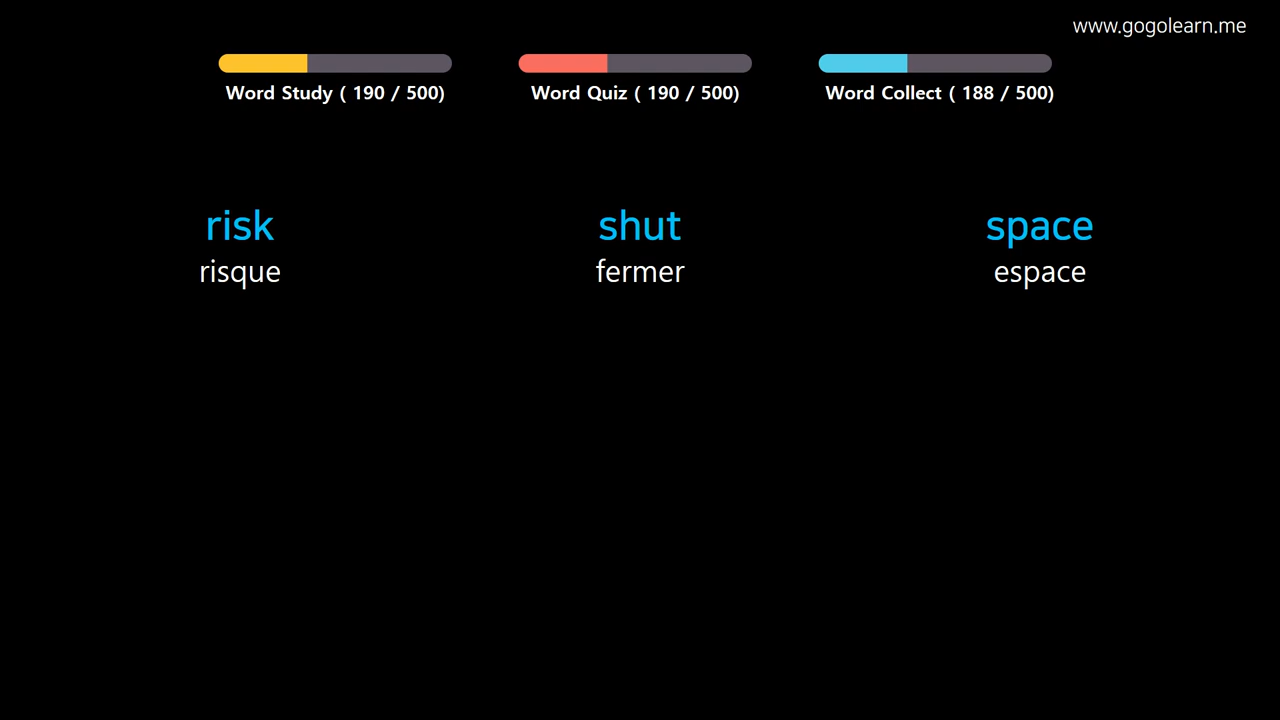 www.gogolearn.me
Word Study ( 190 / 500)
Word Quiz ( 190 / 500)
Word Collect ( 188 / 500)
risk
risque
shut
fermer
space
espace